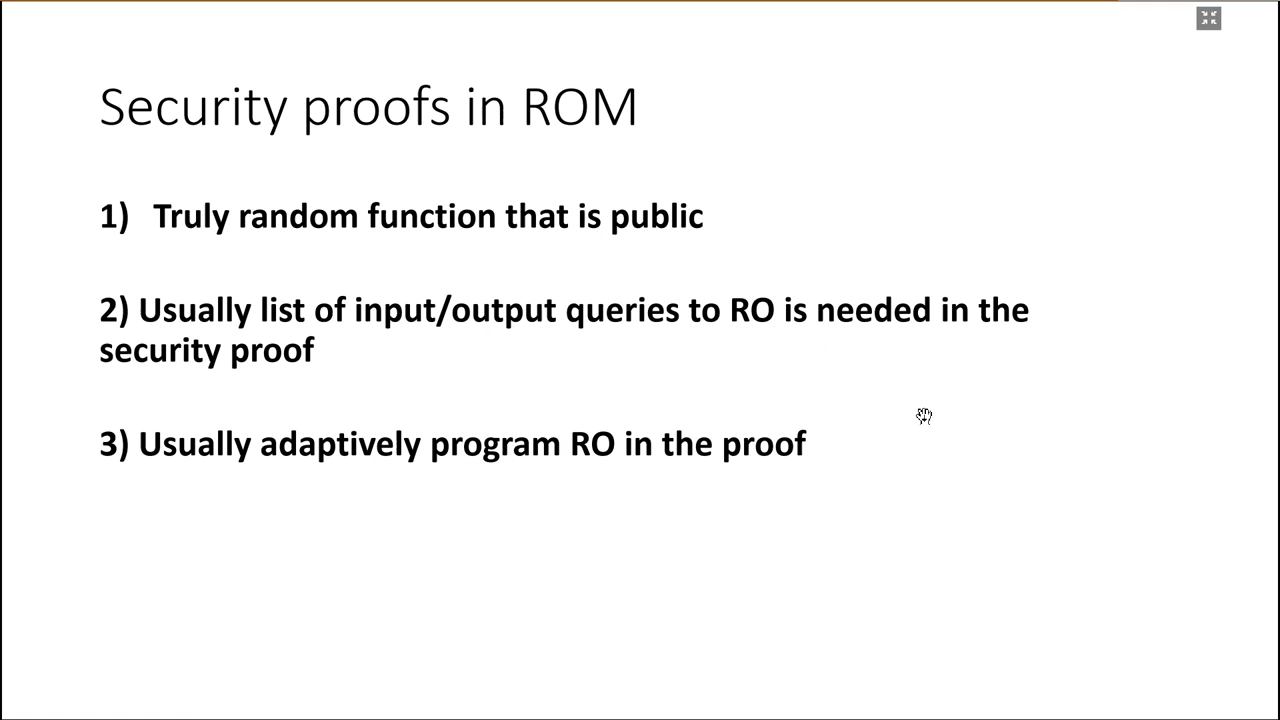 Security proofs in ROM
1) Truly random function that is public
2) Usually list of input/output queries to RO is needed in the
security proof
3) Usually adaptively program RO in the proof